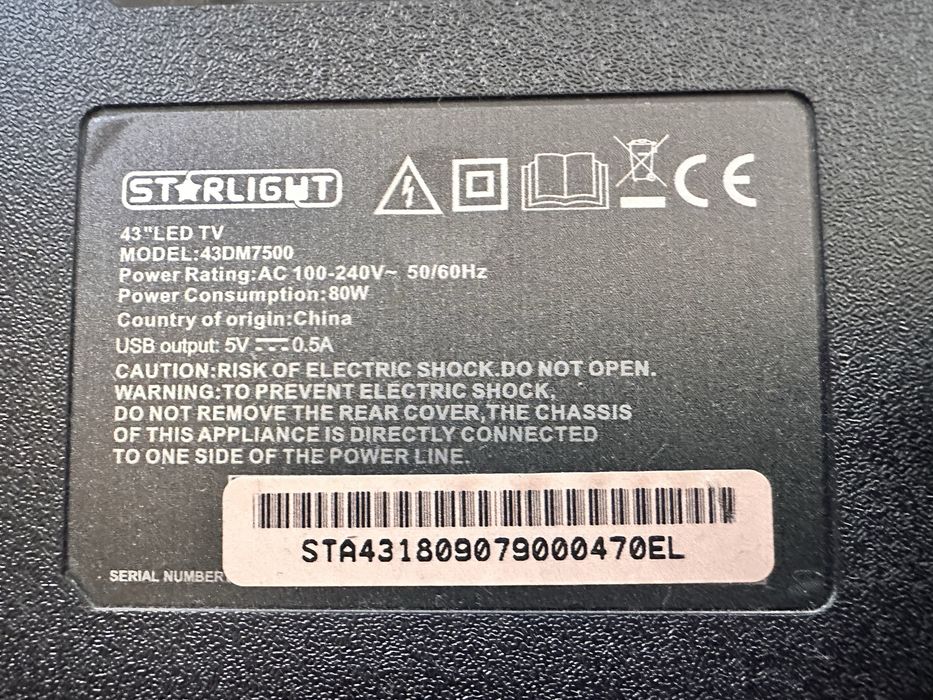 STARLIGHT
CE
43"LED TV
MODEL:43DM7500
Power Rating:AC 100-240V~ 50/60Hz
Power Consumption:80W
Country of origin:China
USB output: 5V ⎓ 0.5A
CAUTION:RISK OF ELECTRIC SHOCK.DO NOT OPEN.
WARNING:TO PREVENT ELECTRIC SHOCK,
DO NOT REMOVE THE REAR COVER,THE CHASSIS
OF THIS APPLIANCE IS DIRECTLY CONNECTED
TO ONE SIDE OF THE POWER LINE.
STA431809079000470EL
SERIAL NUMBER